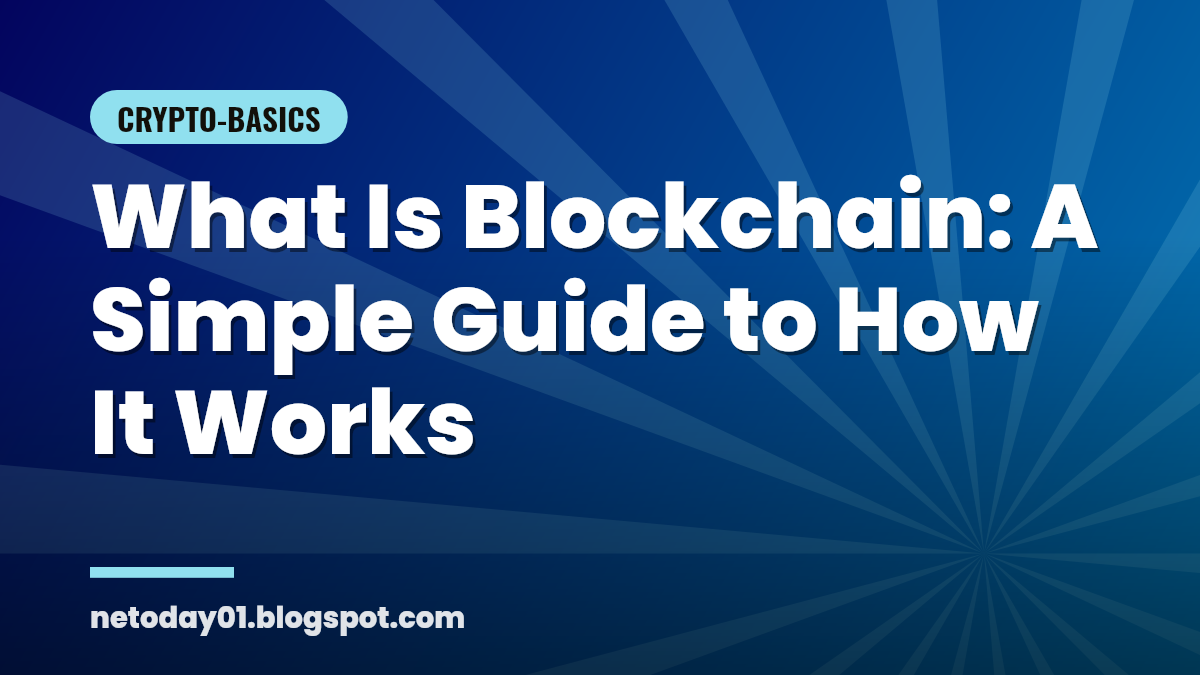 CRYPTO-BASICS
What Is Blockchain: A
Simple Guide to How
It Works
netoday01.blogspot.com